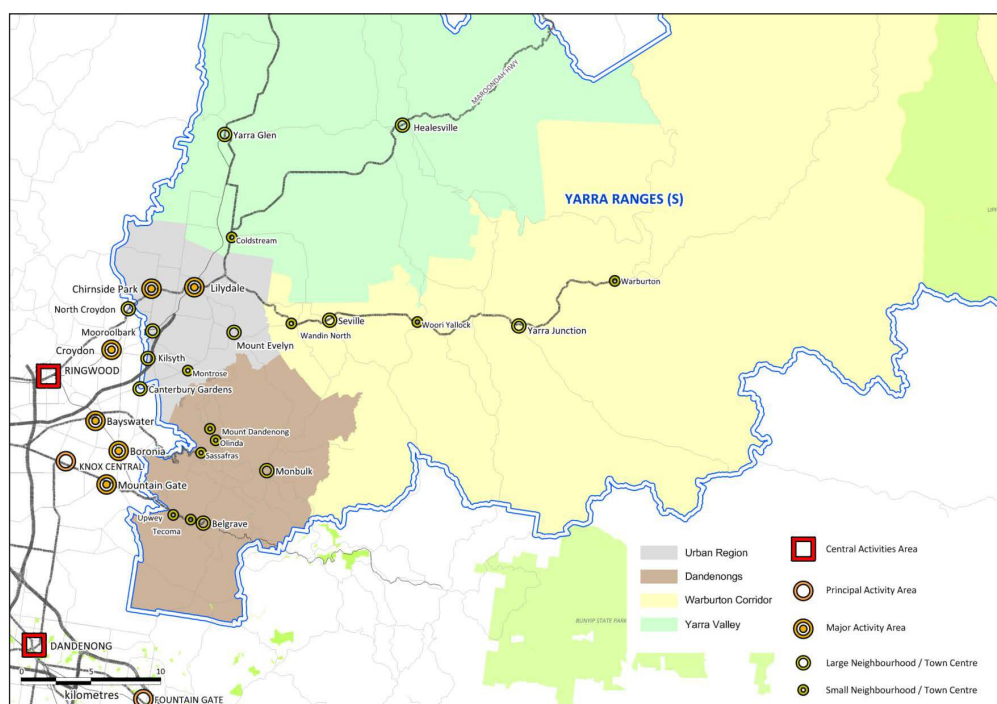 MAROONDAH HWY
Healesville
Yarra Glen
YARRA RANGES (S)
Coldstream
Warburton
Chirnside Park
Lilydale
North Croydon
Seville
Woori Yallock
Yarra Junction
Wandin North
Mooroolbark
Mount Evelyn
Croydon
Kilsyth
Montrose
RINGWOOD
Canterbury Gardens
Bayswater
Mount Dandenong
Olinda
Boronia
Sassafras
KNOX CENTRAL
Monbulk
Mountain Gate
Upwey
Belgrave
Tecoma
Urban Region
Dandenongs
Warburton Corridor
Yarra Valley
Central Activities Area
Principal Activity Area
Major Activity Area
Large Neighbourhood / Town Centre
Small Neighbourhood / Town Centre
BUNYIP STATE PARK
DANDENONG
0 5 10
kilometres
FOUNTAIN GATE